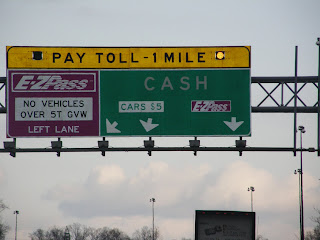 PAY TOLL - 1 MILE
E-ZPass
NO VEHICLES
OVER 5T GVW
LEFT LANE
CASH
CARS $5
E-ZPass